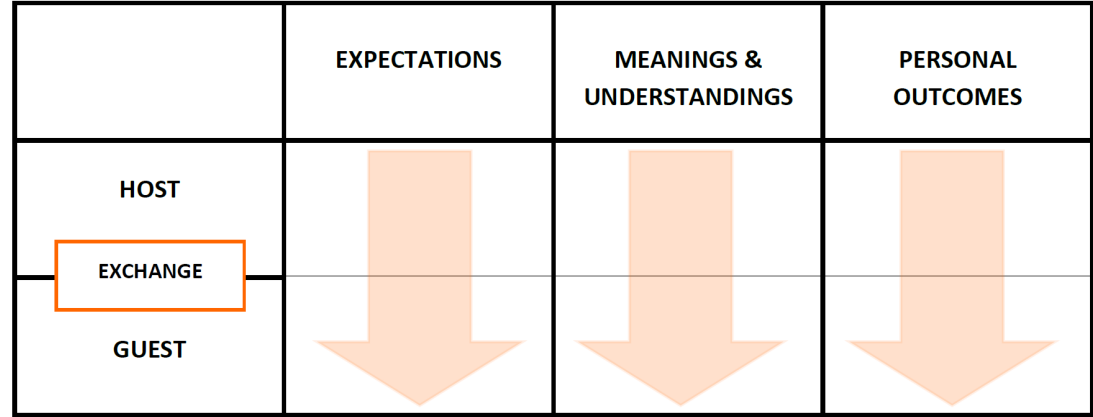 EXPECTATIONS
MEANINGS &
UNDERSTANDINGS
PERSONAL
OUTCOMES
HOST
EXCHANGE
GUEST